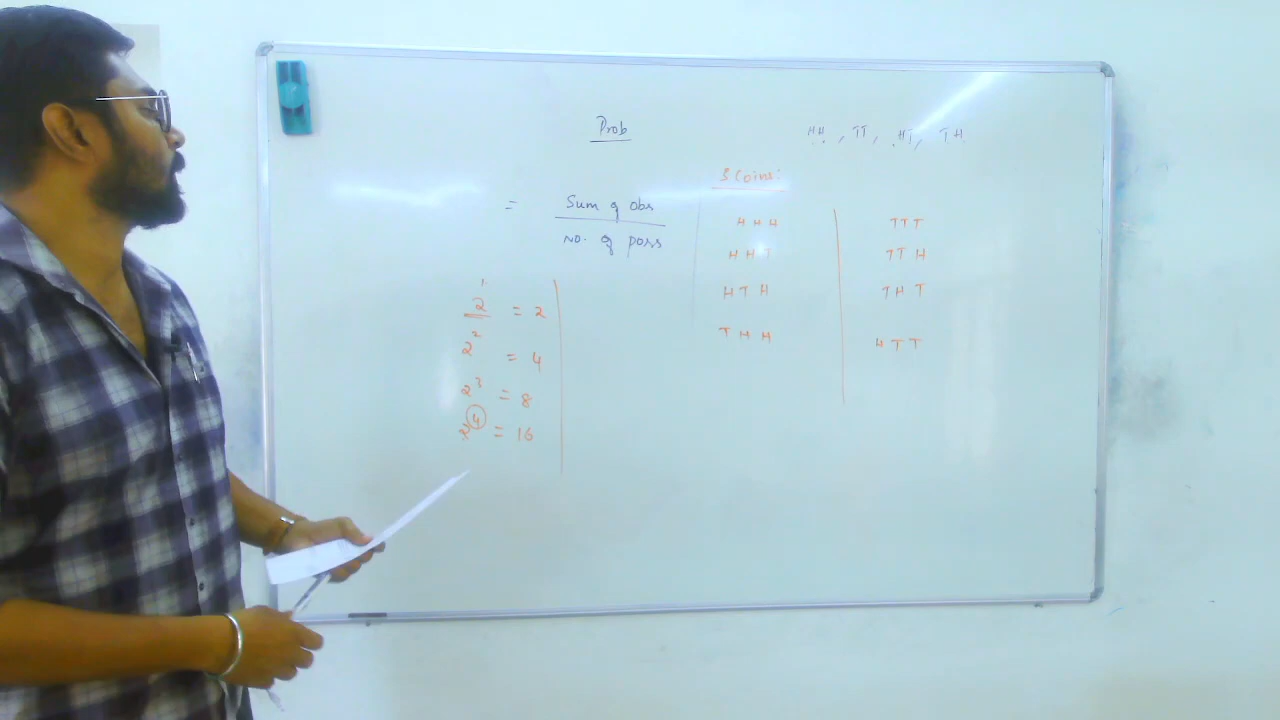 Prob
HH, TT, HT, TH
= Sum of obs
no. of poss
2¹ = 2
2² = 4
2³ = 8
2⁴ = 16
3 Coins:
HHH
HHT
HTH
THH
TTT
TTH
THT
HTT